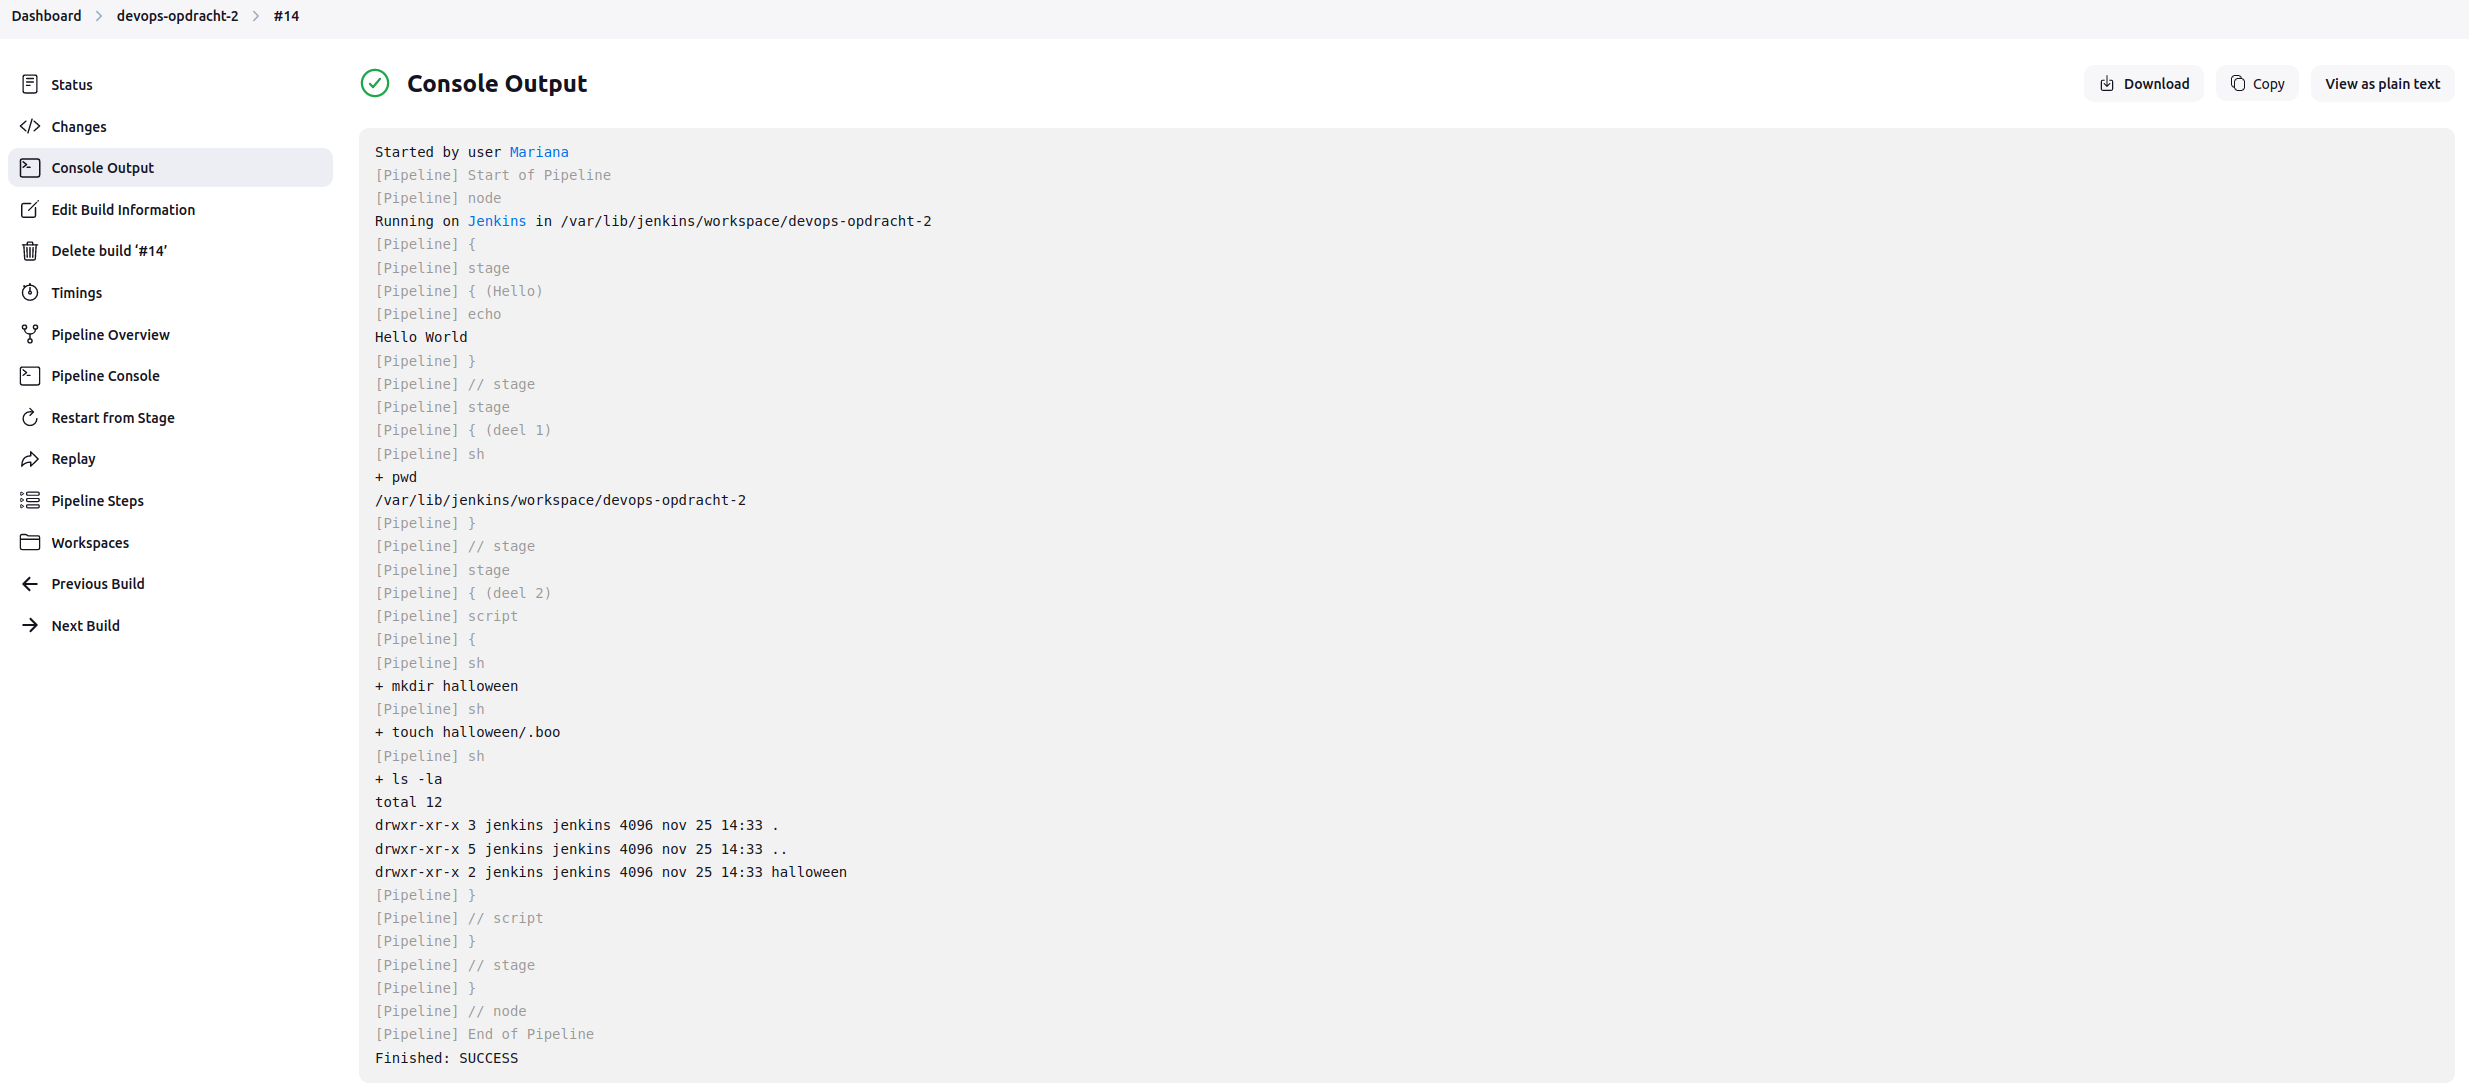 Dashboard > devops-opdracht-2 > #14
Status
Changes
Console Output
Edit Build Information
Delete build ‘#14’
Timings
Pipeline Overview
Pipeline Console
Restart from Stage
Replay
Pipeline Steps
Workspaces
Previous Build
Next Build
Console Output
Download
Copy
View as plain text
Started by user Mariana
[Pipeline] Start of Pipeline
[Pipeline] node
Running on Jenkins in /var/lib/jenkins/workspace/devops-opdracht-2
[Pipeline] {
[Pipeline] stage
[Pipeline] { (Hello)
[Pipeline] echo
Hello World
[Pipeline] }
[Pipeline] // stage
[Pipeline] stage
[Pipeline] { (deel 1)
[Pipeline] sh
+ pwd
/var/lib/jenkins/workspace/devops-opdracht-2
[Pipeline] }
[Pipeline] // stage
[Pipeline] stage
[Pipeline] { (deel 2)
[Pipeline] script
[Pipeline] {
[Pipeline] sh
+ mkdir halloween
[Pipeline] sh
+ touch halloween/.boo
[Pipeline] sh
+ ls -la
total 12
drwxr-xr-x 3 jenkins jenkins 4096 nov 25 14:33 .
drwxr-xr-x 5 jenkins jenkins 4096 nov 25 14:33 ..
drwxr-xr-x 2 jenkins jenkins 4096 nov 25 14:33 halloween
[Pipeline] }
[Pipeline] // script
[Pipeline] }
[Pipeline] // stage
[Pipeline] }
[Pipeline] // node
[Pipeline] End of Pipeline
Finished: SUCCESS